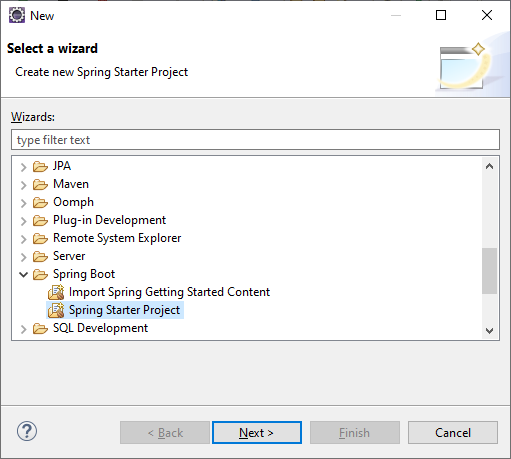 New
Select a wizard
Create new Spring Starter Project
Wizards:
type filter text
JPA
Maven
Oomph
Plug-in Development
Remote System Explorer
Server
Spring Boot
Import Spring Getting Started Content
Spring Starter Project
SQL Development
? < Back Next > Finish Cancel